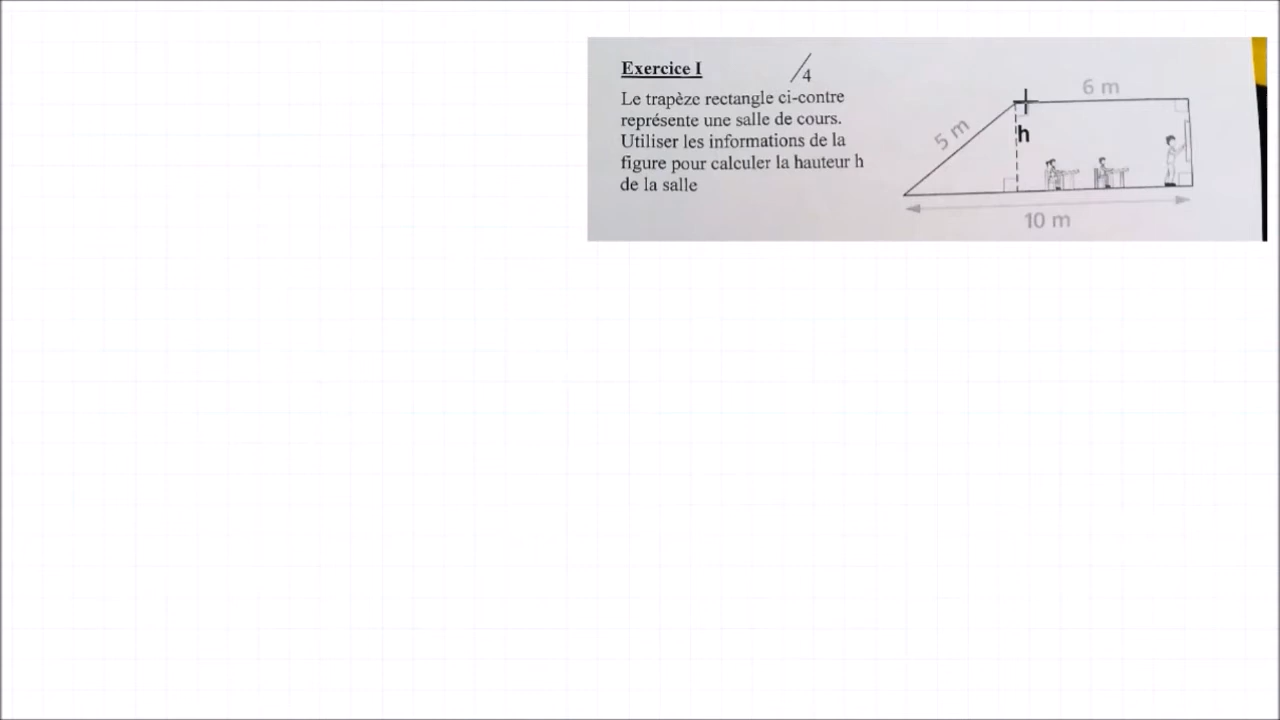 Exercice I
/4
Le trapèze rectangle ci-contre
représente une salle de cours.
Utiliser les informations de la
figure pour calculer la hauteur h
de la salle
6 m
5 m
h
10 m